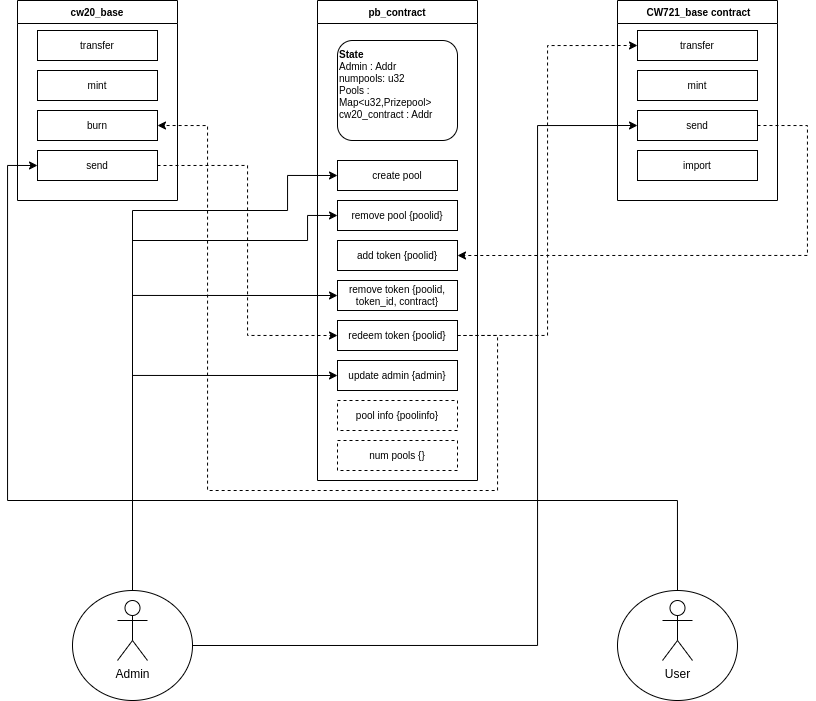 cw20_base
transfer
mint
burn
send
pb_contract
State
Admin : Addr
numpools: u32
Pools :
Map<u32,Prizepool>
cw20_contract : Addr
create pool
remove pool {poolid}
add token {poolid}
remove token {poolid,
token_id, contract}
redeem token {poolid}
update admin {admin}
pool info {poolinfo}
num pools {}
CW721_base contract
transfer
mint
send
import
Admin
User